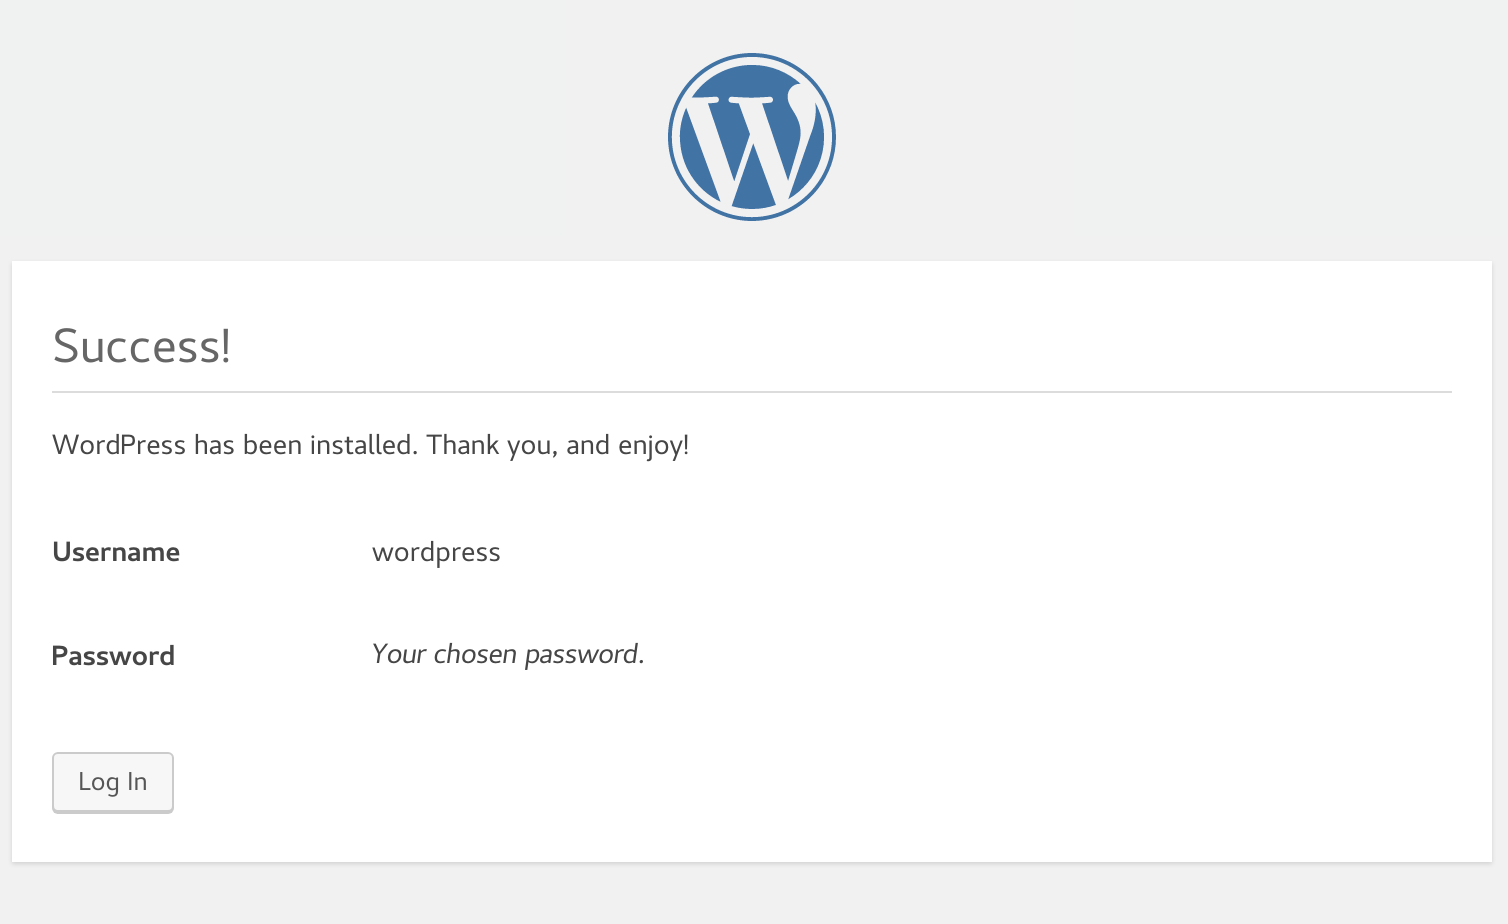 Success!
WordPress has been installed. Thank you, and enjoy!
Username wordpress
Password Your chosen password.
Log In